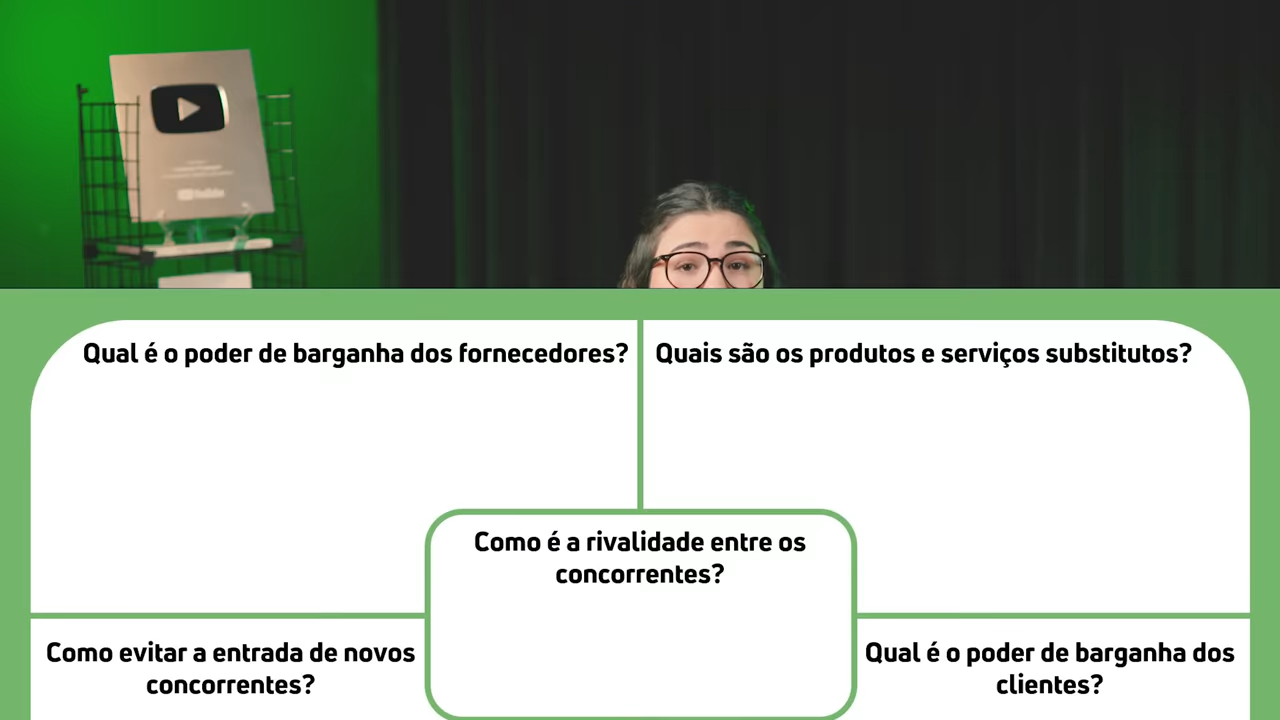 YouTube
Qual é o poder de barganha dos fornecedores?
Quais são os produtos e serviços substitutos?
Como é a rivalidade entre os
concorrentes?
Como evitar a entrada de novos
concorrentes?
Qual é o poder de barganha dos
clientes?